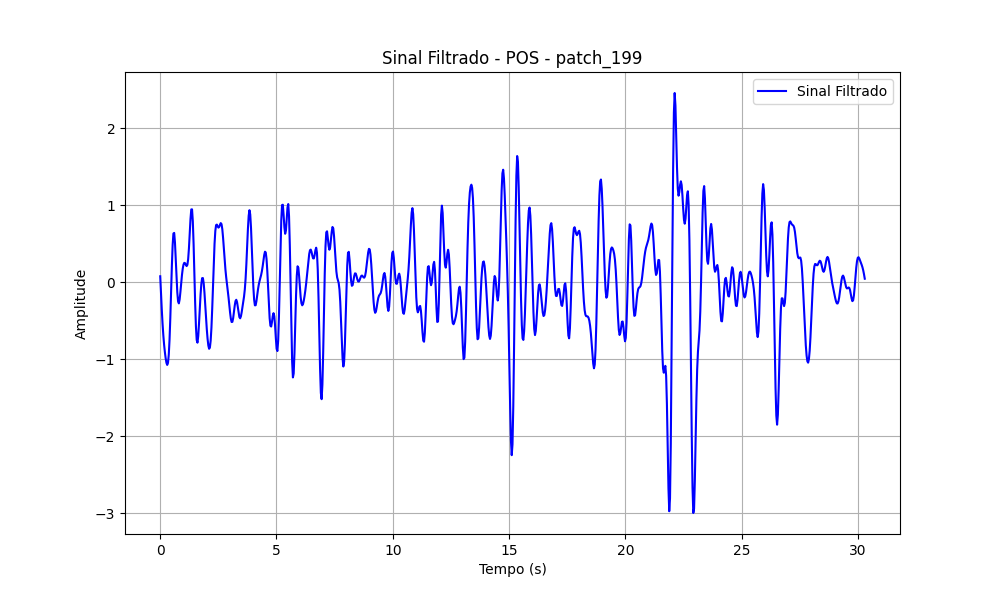 Sinal Filtrado - POS - patch_199
Sinal Filtrado
Amplitude
2
1
0
−1
−2
−3
0 5 10 15 20 25 30
Tempo (s)